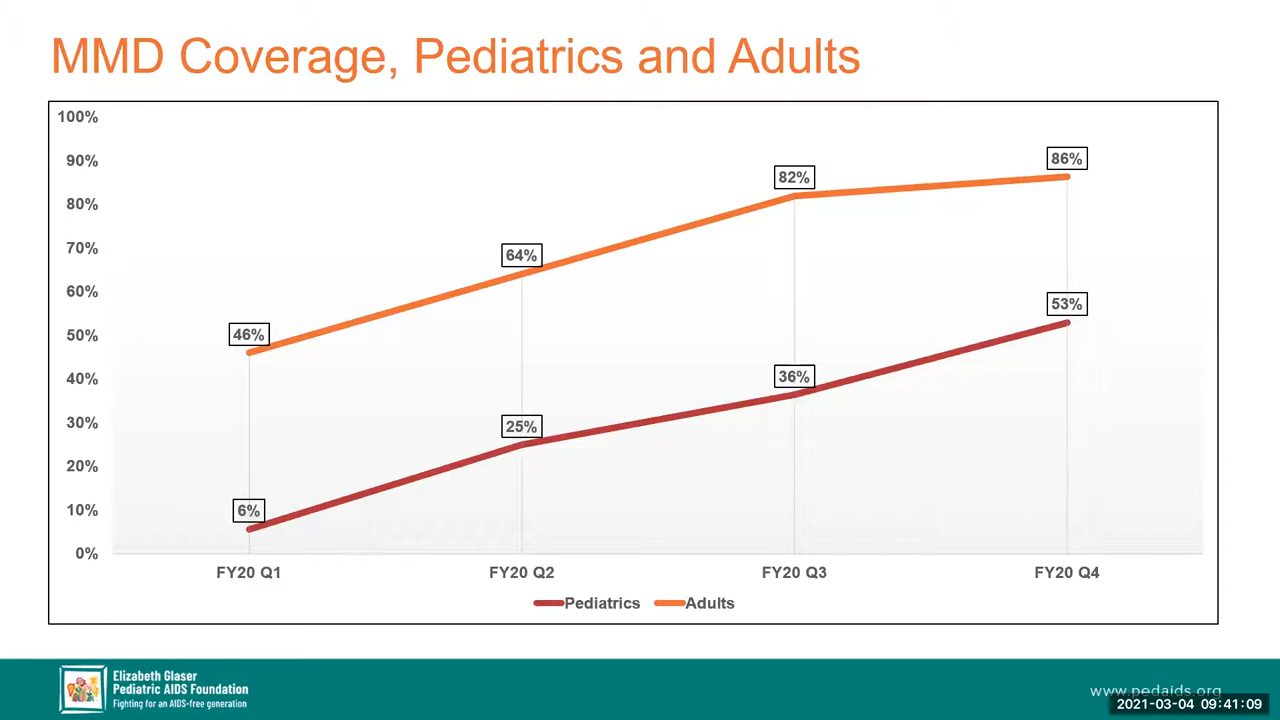 MMD Coverage, Pediatrics and Adults
100%
90%
80%
70%
60%
50%
40%
30%
20%
10%
0%
46%
64%
82%
86%
6%
25%
36%
53%
FY20 Q1
FY20 Q2
FY20 Q3
FY20 Q4
Pediatrics
Adults
Elizabeth Glaser
Pediatric AIDS Foundation
Fighting for an AIDS-free generation
www.pedaids.org
2021-03-04 09:41:09